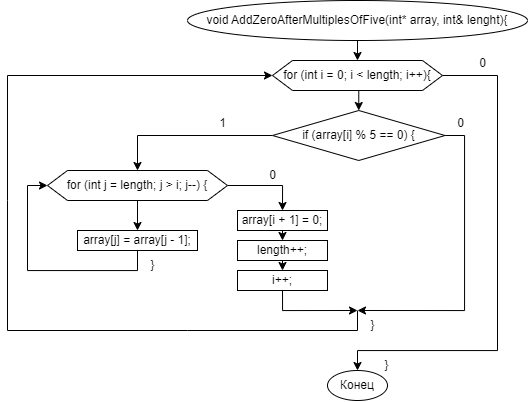 void AddZeroAfterMultiplesOfFive(int* array, int& lenght){
0
for (int i = 0; i < length; i++){
1
0
if (array[i] % 5 == 0) {
0
for (int j = length; j > i; j--) {
array[i + 1] = 0;
array[j] = array[j - 1];
length++;
}
i++;
}
}
Конец